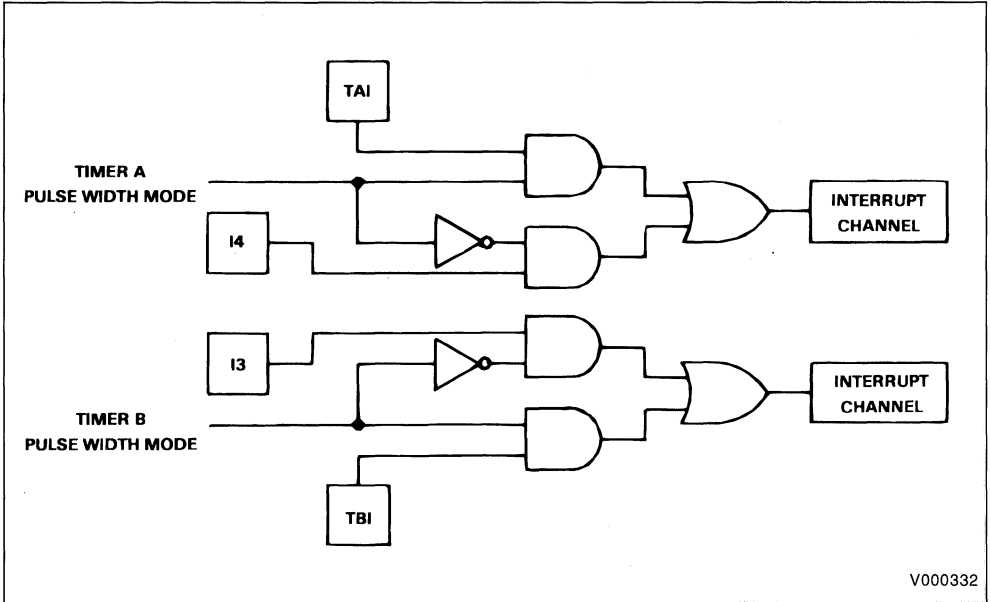 TAI
TIMER A
PULSE WIDTH MODE
I4
INTERRUPT
CHANNEL
I3
TIMER B
PULSE WIDTH MODE
INTERRUPT
CHANNEL
TBI
V000332